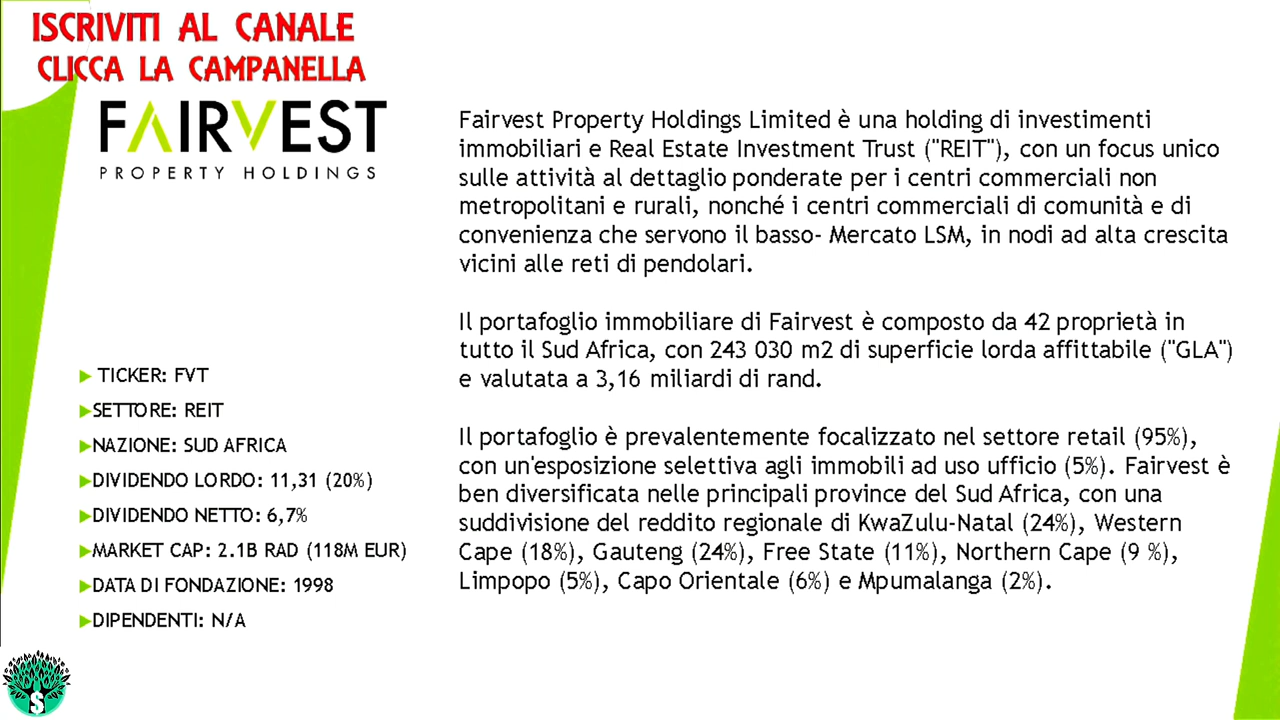 ISCRIVITI AL CANALE
CLICCA LA CAMPANELLA
FAIRVEST
PROPERTY HOLDINGS
TICKER: FVT
SETTORE: REIT
NAZIONE: SUD AFRICA
DIVIDENDO LORDO: 11,31 (20%)
DIVIDENDO NETTO: 6,7%
MARKET CAP: 2.1B RAD (118M EUR)
DATA DI FONDAZIONE: 1998
DIPENDENTI: N/A
Fairvest Property Holdings Limited è una holding di investimenti
immobiliari e Real Estate Investment Trust ("REIT"), con un focus unico
sulle attività al dettaglio ponderate per i centri commerciali non
metropolitani e rurali, nonché i centri commerciali di comunità e di
convenienza che servono il basso- Mercato LSM, in nodi ad alta crescita
vicini alle reti di pendolari.
Il portafoglio immobiliare di Fairvest è composto da 42 proprietà in
tutto il Sud Africa, con 243 030 m2 di superficie lorda affittabile ("GLA")
e valutata a 3,16 miliardi di rand.
Il portafoglio è prevalentemente focalizzato nel settore retail (95%),
con un'esposizione selettiva agli immobili ad uso ufficio (5%). Fairvest è
ben diversificata nelle principali province del Sud Africa, con una
suddivisione del reddito regionale di KwaZulu-Natal (24%), Western
Cape (18%), Gauteng (24%), Free State (11%), Northern Cape (9 %),
Limpopo (5%), Capo Orientale (6%) e Mpumalanga (2%).
$